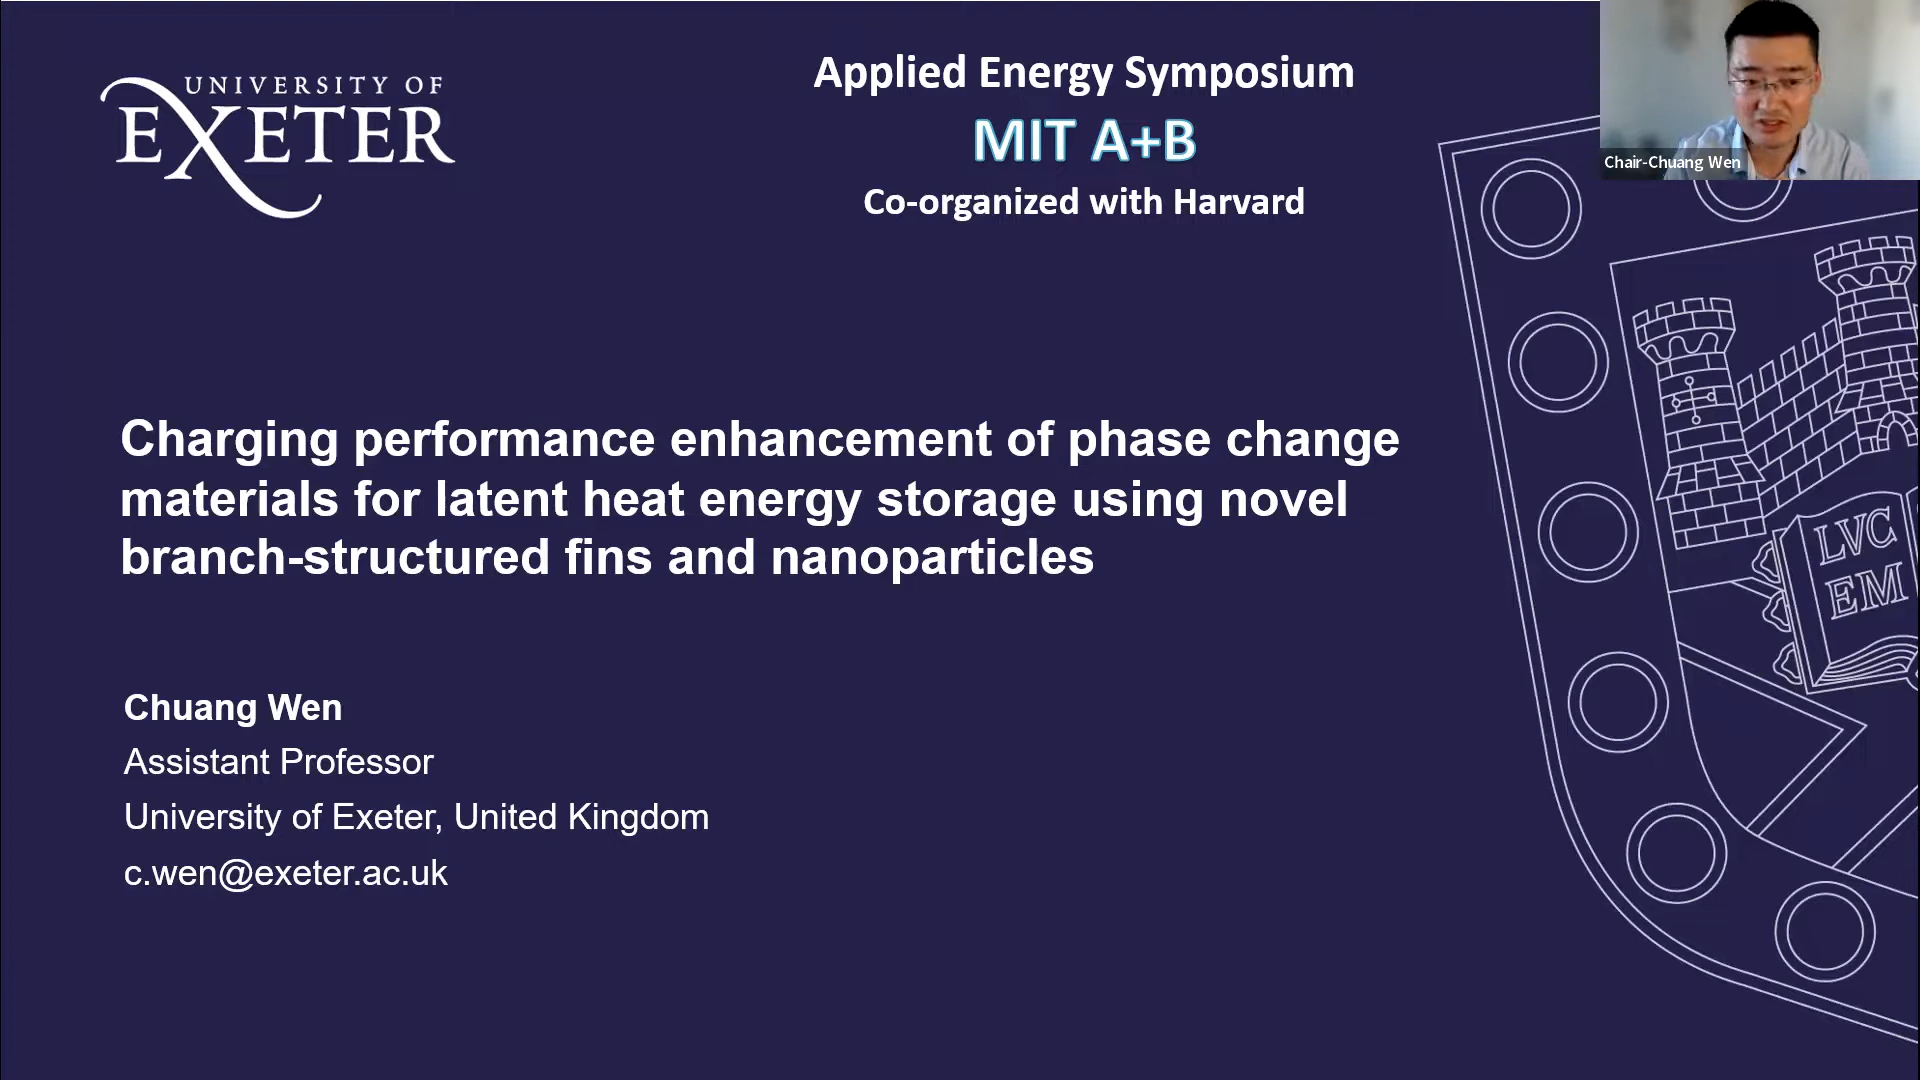 UNIVERSITY OF
EXETER
Applied Energy Symposium
MIT A+B
Co-organized with Harvard
Chair-Chuang Wen
Charging performance enhancement of phase change
materials for latent heat energy storage using novel
branch-structured fins and nanoparticles
LVC
EM
Chuang Wen
Assistant Professor
University of Exeter, United Kingdom
c.wen@exeter.ac.uk